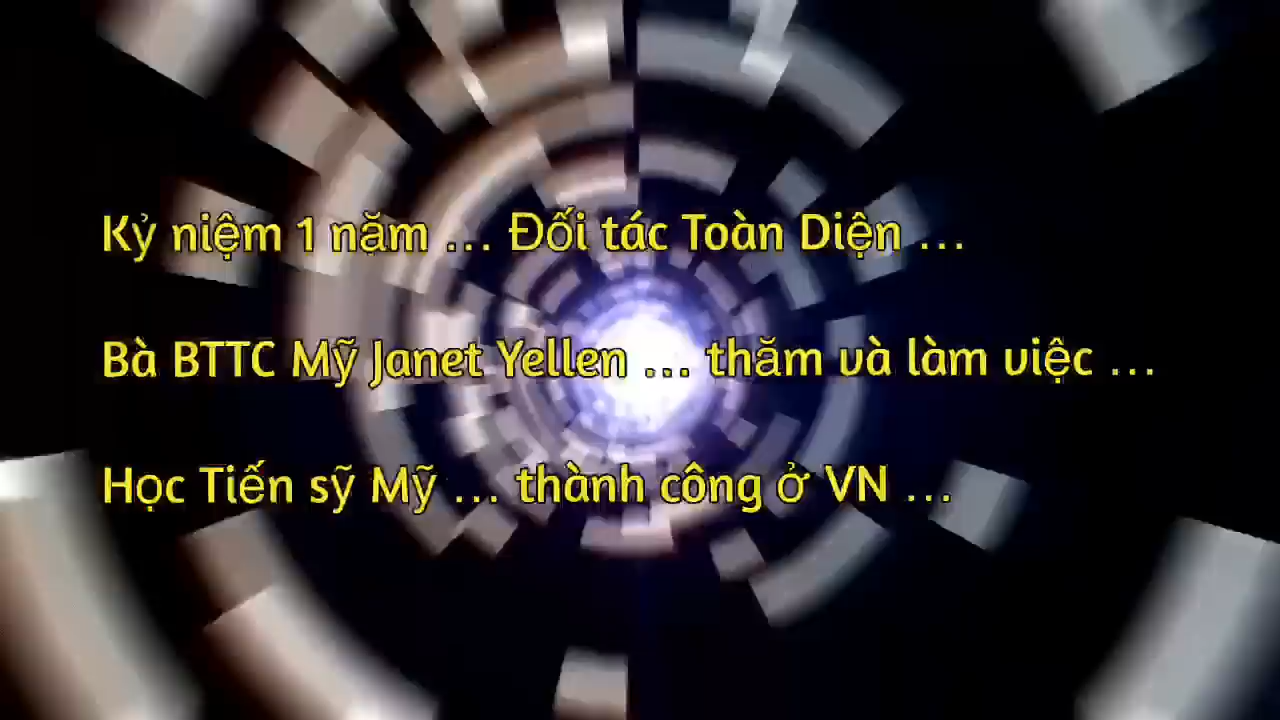 Kỷ niệm 1 năm ... Đối tác Toàn Diện ...
Bà BTTC Mỹ Janet Yellen ... thăm và làm việc ...
Học Tiến sỹ Mỹ ... thành công ở VN ...